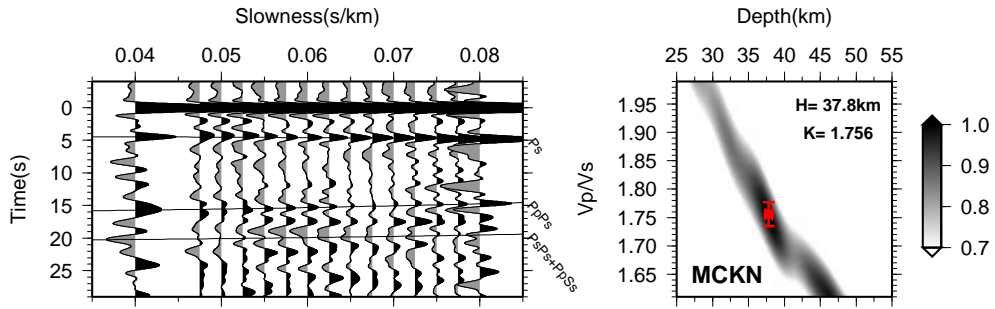 Slowness(s/km)
0.04 0.05 0.06 0.07 0.08
Time(s)
0
5
10
15
20
25
Ps
PpPs
PsPs+PpSs
Depth(km)
25 30 35 40 45 50 55
Vp/Vs
1.95
1.90
1.85
1.80
1.75
1.70
1.65
H= 37.8km
K= 1.756
MCKN
1.0
0.9
0.8
0.7